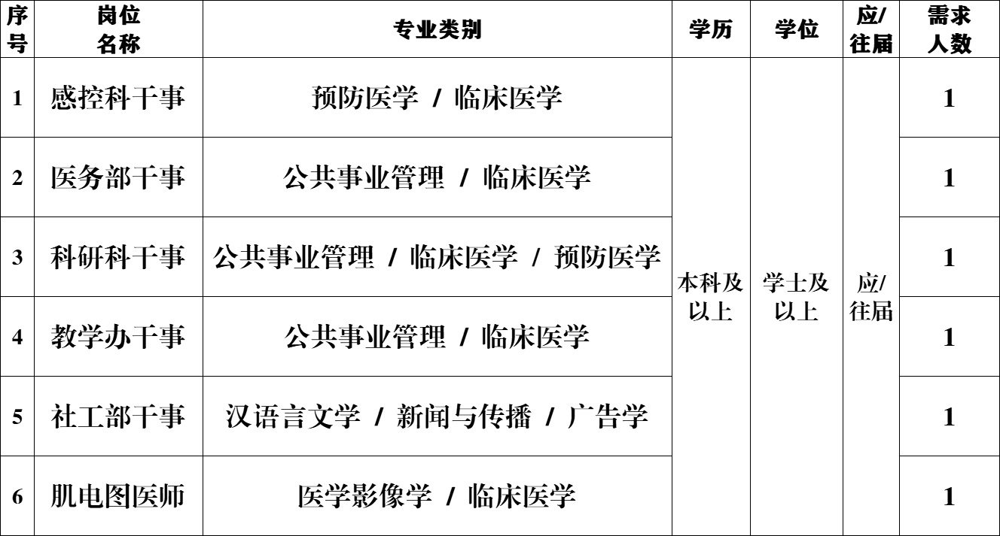 序号 岗位名称 专业类别 学历 学位 应/往届 需求人数
1 感控科干事 预防医学 / 临床医学 1
2 医务部干事 公共事业管理 / 临床医学 1
3 科研科干事 公共事业管理 / 临床医学 / 预防医学 1
本科及以上 学士及以上 应/往届
4 教学办干事 公共事业管理 / 临床医学 1
5 社工部干事 汉语言文学 / 新闻与传播 / 广告学 1
6 肌电图医师 医学影像学 / 临床医学 1